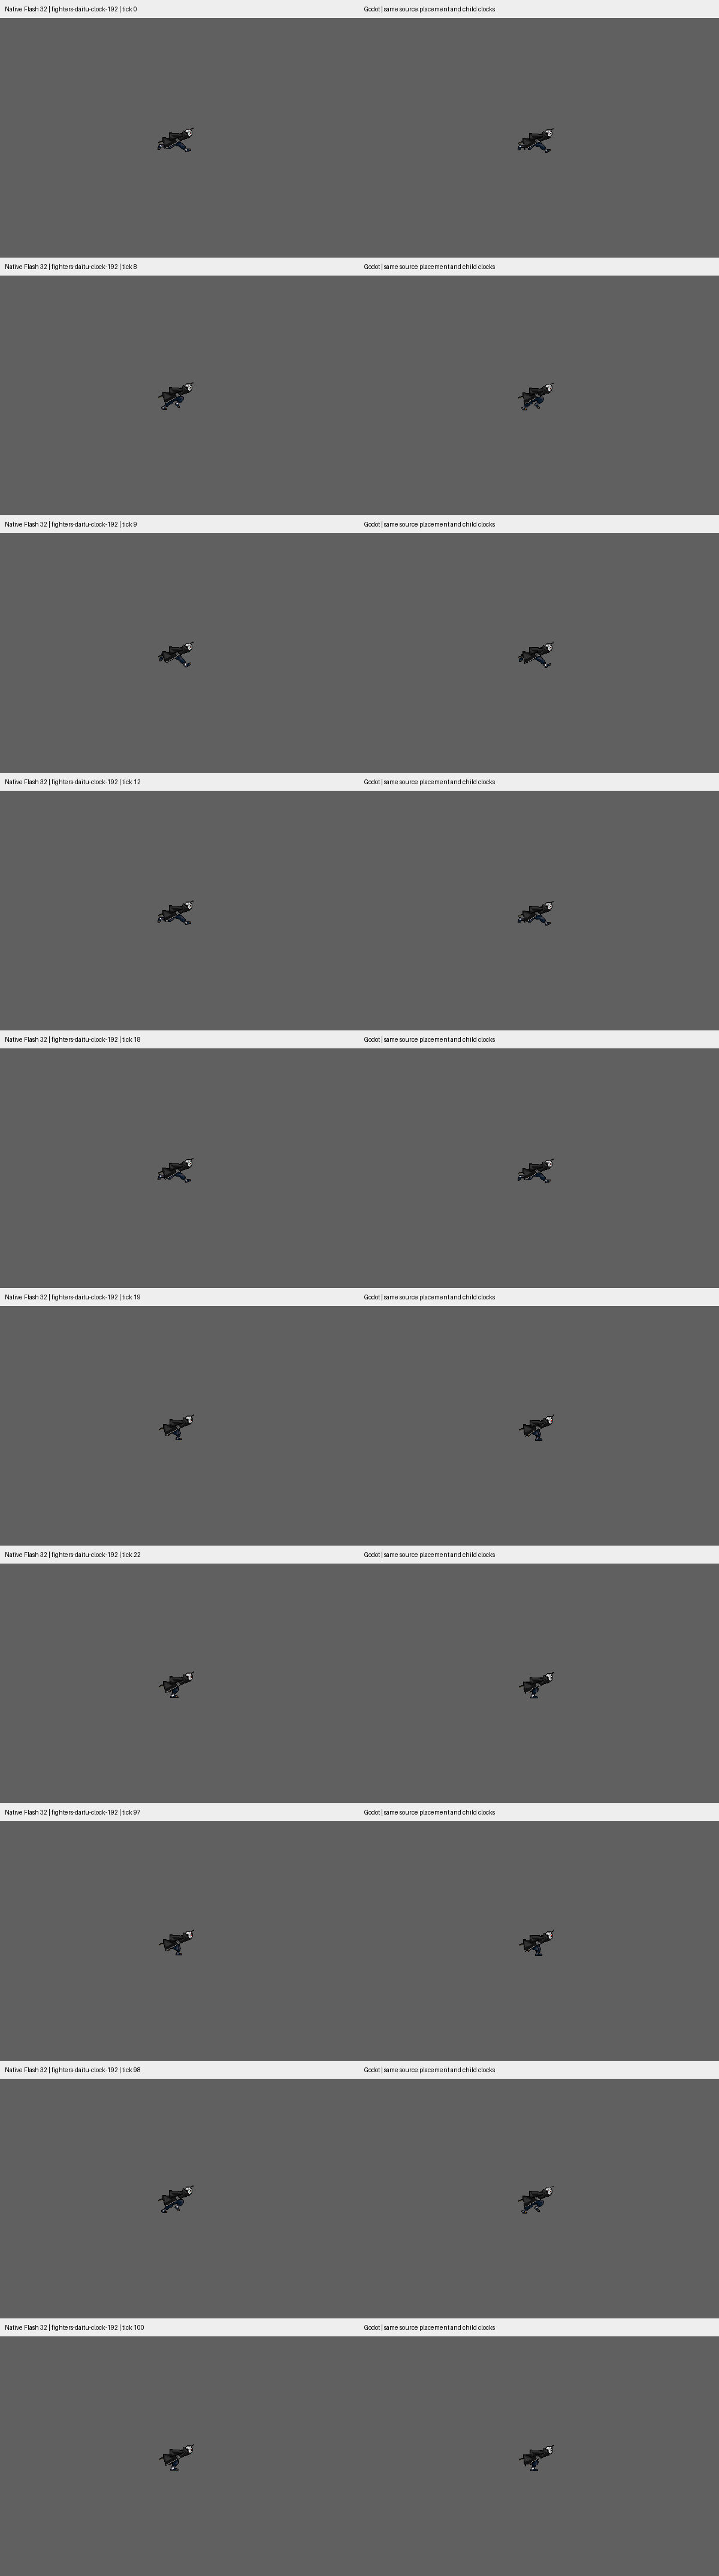 Native Flash 32 | fighters-daitu-clock-192 | tick 0
Godot | same source placement and child clocks
Native Flash 32 | fighters-daitu-clock-192 | tick 8
Godot | same source placement and child clocks
Native Flash 32 | fighters-daitu-clock-192 | tick 9
Godot | same source placement and child clocks
Native Flash 32 | fighters-daitu-clock-192 | tick 12
Godot | same source placement and child clocks
Native Flash 32 | fighters-daitu-clock-192 | tick 18
Godot | same source placement and child clocks
Native Flash 32 | fighters-daitu-clock-192 | tick 19
Godot | same source placement and child clocks
Native Flash 32 | fighters-daitu-clock-192 | tick 22
Godot | same source placement and child clocks
Native Flash 32 | fighters-daitu-clock-192 | tick 97
Godot | same source placement and child clocks
Native Flash 32 | fighters-daitu-clock-192 | tick 98
Godot | same source placement and child clocks
Native Flash 32 | fighters-daitu-clock-192 | tick 100
Godot | same source placement and child clocks